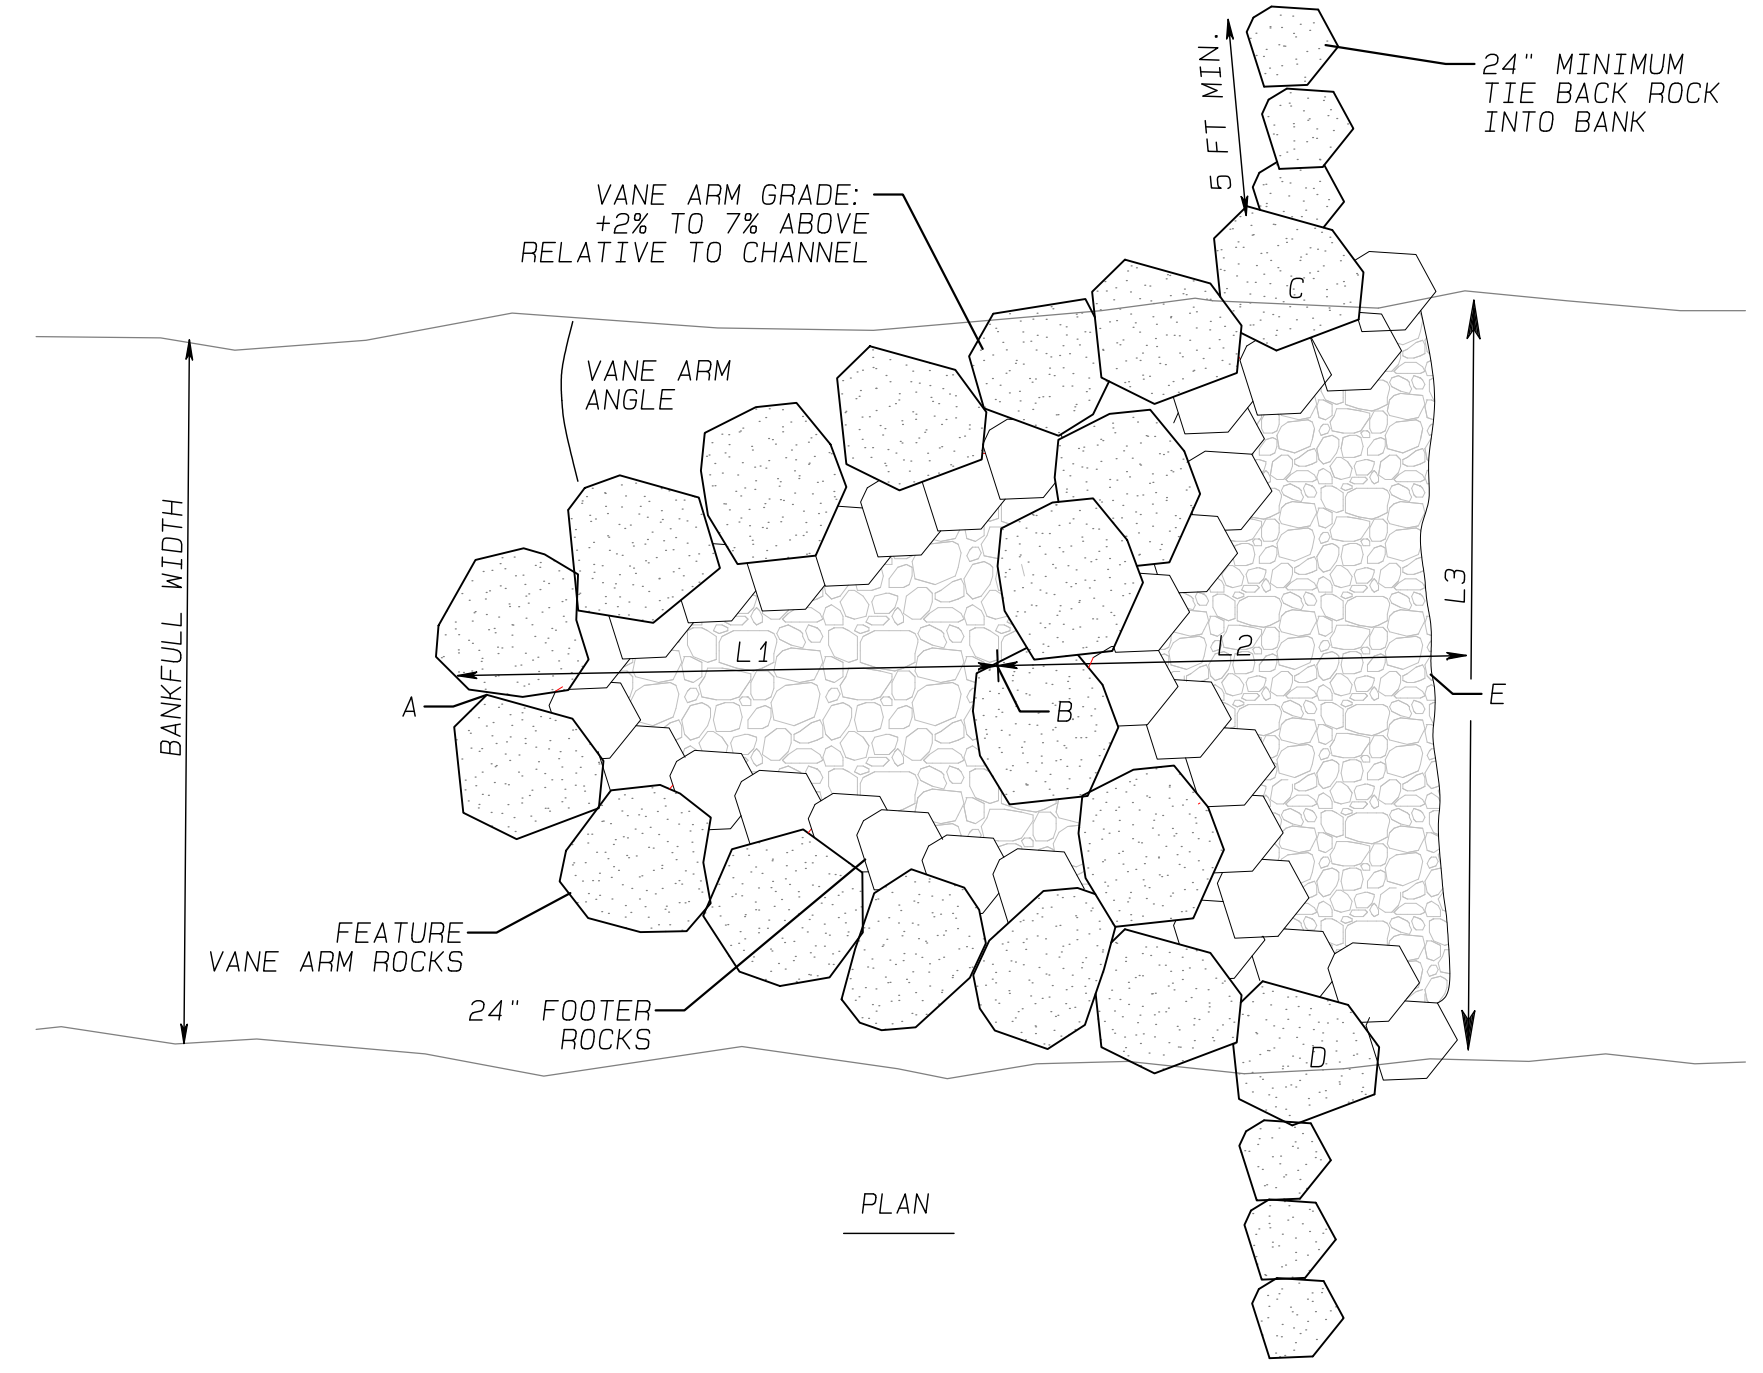 24" MINIMUM
TIE BACK ROCK
INTO BANK
5 FT MIN.
VANE ARM GRADE:
+2% TO 7% ABOVE
RELATIVE TO CHANNEL
C
VANE ARM
ANGLE
BANKFULL WIDTH
L3
L1
L2
A
B
E
FEATURE
VANE ARM ROCKS
24" FOOTER
ROCKS
D
PLAN